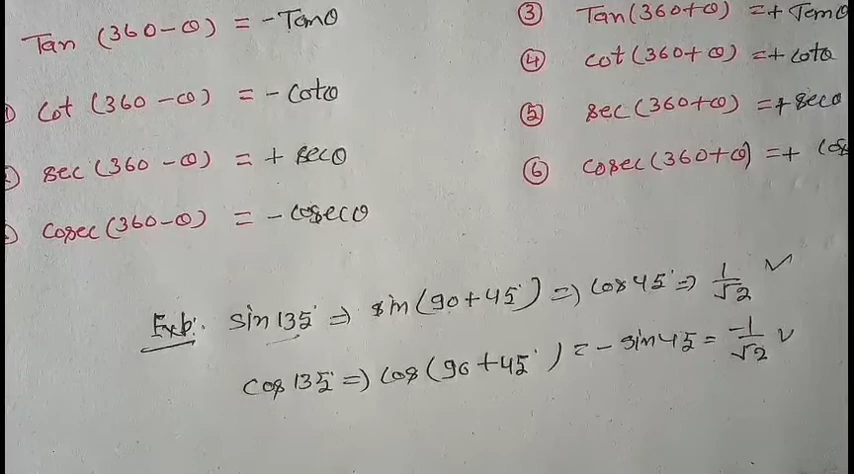 Tan (360-θ) = -Tanθ
cot (360-θ) = -cotθ
sec (360-θ) = + secθ
cosec (360-θ) = -cosecθ
③ Tan (360+θ) = + Tanθ
④ cot (360+θ) = + cotθ
⑤ sec (360+θ) = + secθ
⑥ cosec (360+θ) = + cos
Exp:. sin 135° ⇒ sin (90+45°) ⇒ cos 45° ⇒ 1/√2 ✓
cos 135° ⇒ cos (90+45°) = - sin 45 = -1/√2 ✓